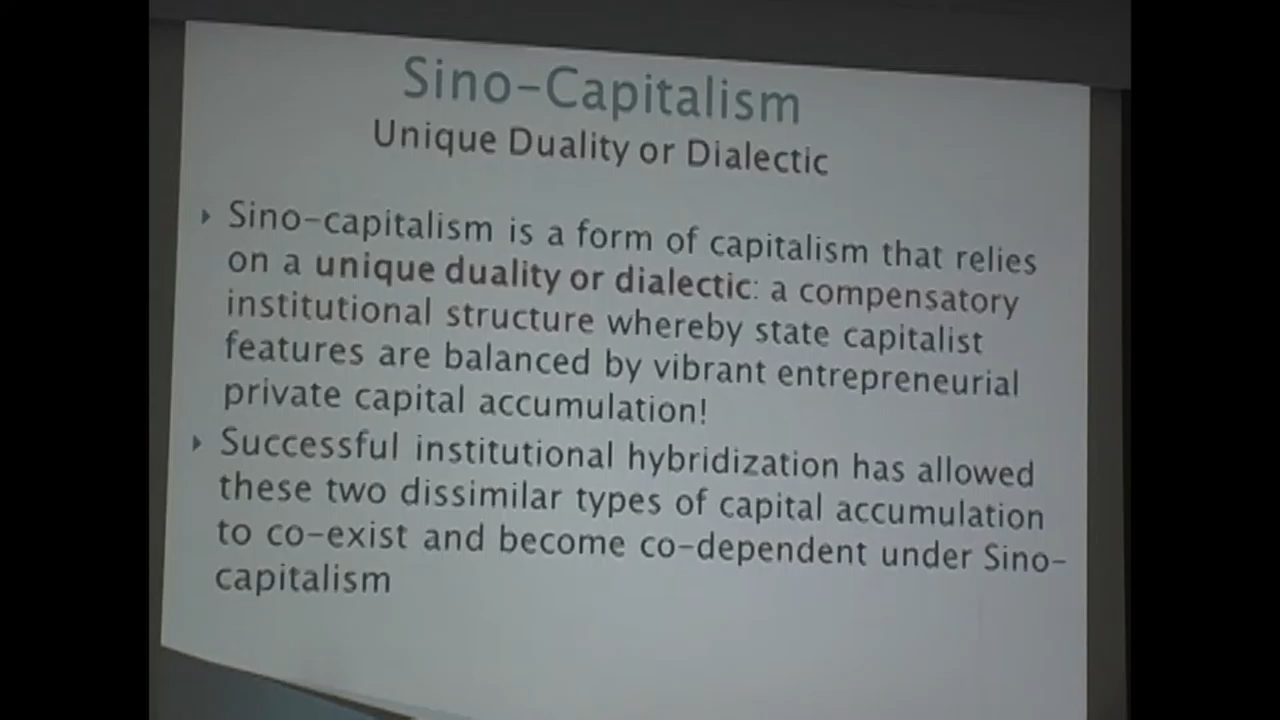 Sino-Capitalism
Unique Duality or Dialectic
Sino-capitalism is a form of capitalism that relies
on a unique duality or dialectic: a compensatory
institutional structure whereby state capitalist
features are balanced by vibrant entrepreneurial
private capital accumulation!
Successful institutional hybridization has allowed
these two dissimilar types of capital accumulation
to co-exist and become co-dependent under Sino-
capitalism